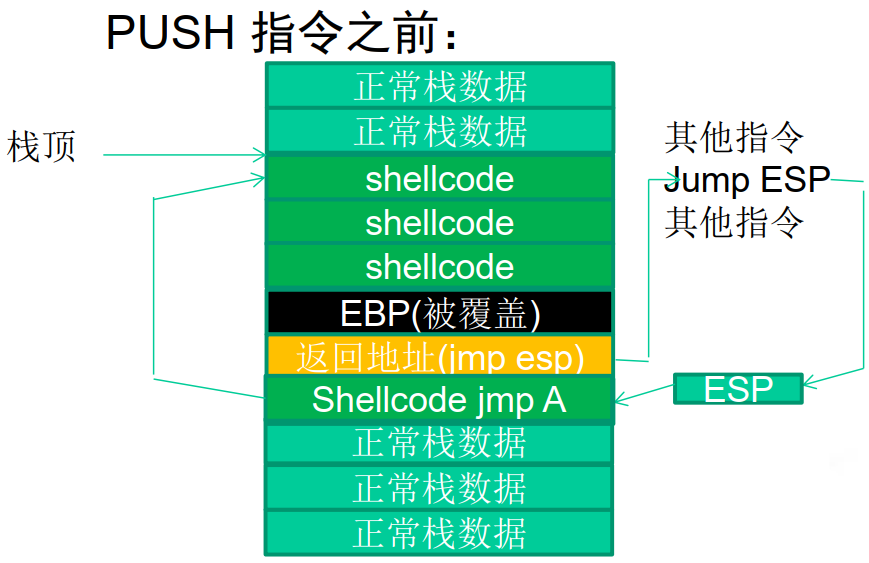 PUSH 指令之前：
正常栈数据
正常栈数据
栈顶
shellcode
shellcode
shellcode
EBP(被覆盖)
返回地址(jmp esp)
Shellcode jmp A
正常栈数据
正常栈数据
正常栈数据
其他指令
Jump ESP
其他指令
ESP